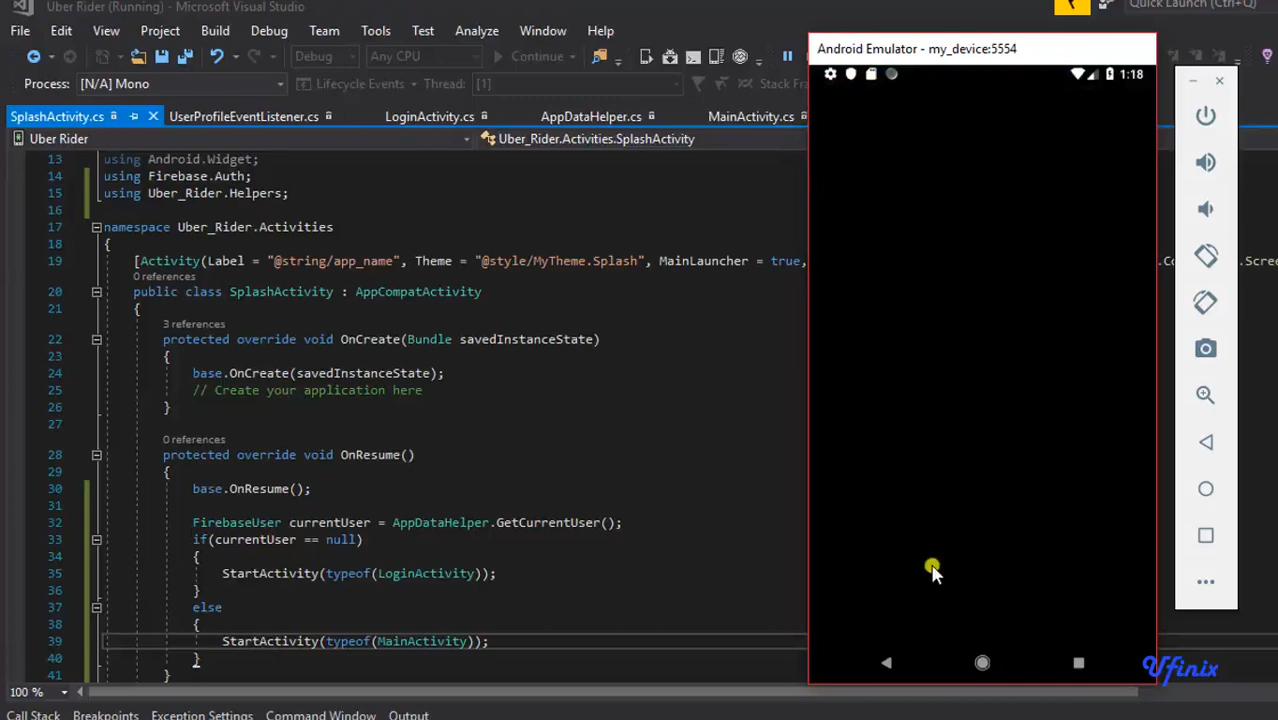 Uber Rider (Running) - Microsoft Visual Studio
Quick Launch (Ctrl+Q)
File Edit View Project Build Debug Team Tools Test Analyze Window Help
Debug Any CPU Continue
Process: [N/A] Mono Lifecycle Events Thread: [1] Stack Fra
SplashActivity.cs UserProfileEventListener.cs LoginActivity.cs AppDataHelper.cs MainActivity.cs
Uber Rider Uber_Rider.Activities.SplashActivity
13 using Android.Widget;
14 using Firebase.Auth;
15 using Uber_Rider.Helpers;
16
17 namespace Uber_Rider.Activities
18 {
19 [Activity(Label = "@string/app_name", Theme = "@style/MyTheme.Splash", MainLauncher = true,
0 references
20 public class SplashActivity : AppCompatActivity
21 {
3 references
22 protected override void OnCreate(Bundle savedInstanceState)
23 {
24 base.OnCreate(savedInstanceState);
25 // Create your application here
26 }
27
0 references
28 protected override void OnResume()
29 {
30 base.OnResume();
31
32 FirebaseUser currentUser = AppDataHelper.GetCurrentUser();
33 if(currentUser == null)
34 {
35 StartActivity(typeof(LoginActivity));
36 }
37 else
38 {
39 StartActivity(typeof(MainActivity));
40 }
41 }
100 %
Call Stack Breakpoints Exception Settings Command Window Output
Android Emulator - my_device:5554
1:18
.Scree
Ufinix